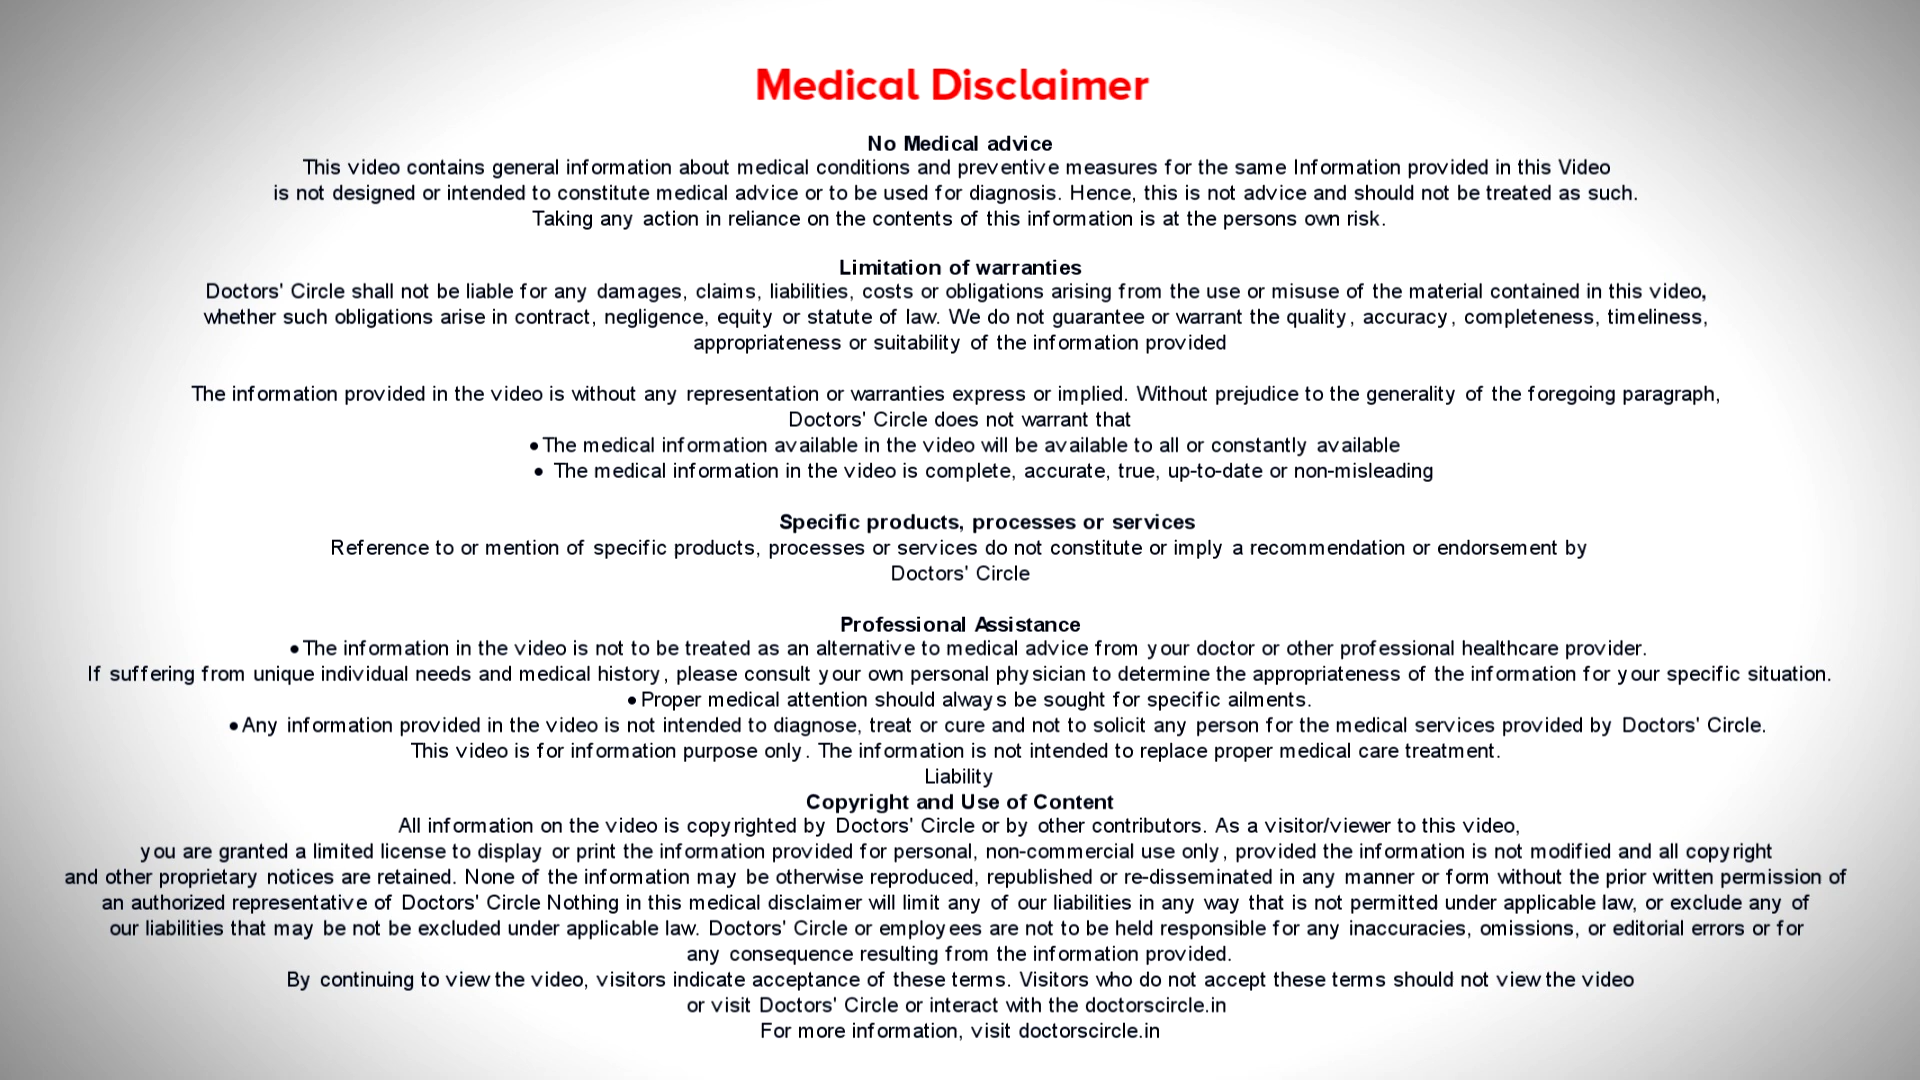 Medical Disclaimer
No Medical advice
This video contains general information about medical conditions and preventive measures for the same Information provided in this Video
is not designed or intended to constitute medical advice or to be used for diagnosis. Hence, this is not advice and should not be treated as such.
Taking any action in reliance on the contents of this information is at the persons own risk.
Limitation of warranties
Doctors' Circle shall not be liable for any damages, claims, liabilities, costs or obligations arising from the use or misuse of the material contained in this video,
whether such obligations arise in contract, negligence, equity or statute of law. We do not guarantee or warrant the quality, accuracy, completeness, timeliness,
appropriateness or suitability of the information provided
The information provided in the video is without any representation or warranties express or implied. Without prejudice to the generality of the foregoing paragraph,
Doctors' Circle does not warrant that
• The medical information available in the video will be available to all or constantly available
• The medical information in the video is complete, accurate, true, up-to-date or non-misleading
Specific products, processes or services
Reference to or mention of specific products, processes or services do not constitute or imply a recommendation or endorsement by
Doctors' Circle
Professional Assistance
• The information in the video is not to be treated as an alternative to medical advice from your doctor or other professional healthcare provider.
If suffering from unique individual needs and medical history, please consult your own personal physician to determine the appropriateness of the information for your specific situation.
• Proper medical attention should always be sought for specific ailments.
• Any information provided in the video is not intended to diagnose, treat or cure and not to solicit any person for the medical services provided by Doctors' Circle.
This video is for information purpose only. The information is not intended to replace proper medical care treatment.
Liability
Copyright and Use of Content
All information on the video is copyrighted by Doctors' Circle or by other contributors. As a visitor/viewer to this video,
you are granted a limited license to display or print the information provided for personal, non-commercial use only, provided the information is not modified and all copyright
and other proprietary notices are retained. None of the information may be otherwise reproduced, republished or re-disseminated in any manner or form without the prior written permission of
an authorized representative of Doctors' Circle Nothing in this medical disclaimer will limit any of our liabilities in any way that is not permitted under applicable law, or exclude any of
our liabilities that may be not be excluded under applicable law. Doctors' Circle or employees are not to be held responsible for any inaccuracies, omissions, or editorial errors or for
any consequence resulting from the information provided.
By continuing to view the video, visitors indicate acceptance of these terms. Visitors who do not accept these terms should not view the video
or visit Doctors' Circle or interact with the doctorscircle.in
For more information, visit doctorscircle.in